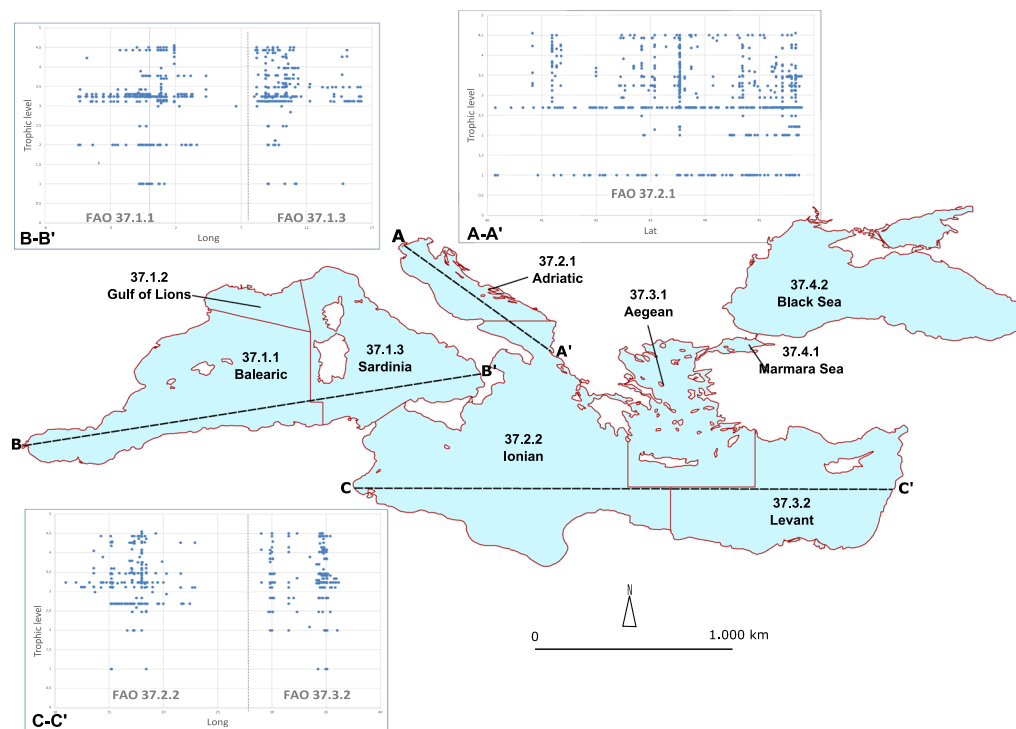 Trophic level
FAO 37.1.1
FAO 37.1.3
B-B'
Long
Trophic level
FAO 37.2.1
A-A'
Lat
A
37.2.1
Adriatic
37.1.2
Gulf of Lions
37.4.2
Black Sea
37.3.1
Aegean
A'
37.1.1
Balearic
37.1.3
Sardinia
B'
37.4.1
Marmara Sea
B
37.2.2
Ionian
C
C'
37.3.2
Levant
Trophic level
FAO 37.2.2
FAO 37.3.2
C-C'
Long
N
0
1.000 km